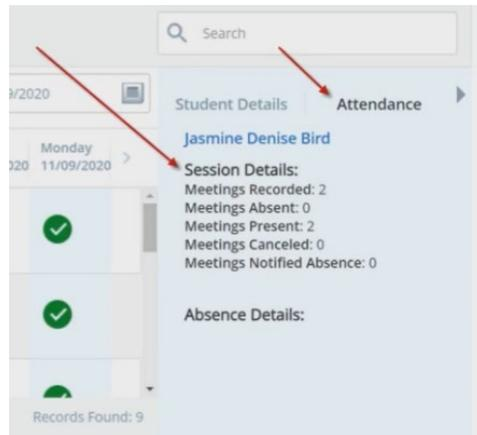 Search
9/2020
Student Details
Attendance
Jasmine Denise Bird
Monday
020 11/09/2020
Session Details:
Meetings Recorded: 2
Meetings Absent: 0
Meetings Present: 2
Meetings Canceled: 0
Meetings Notified Absence: 0
Absence Details:
Records Found: 9